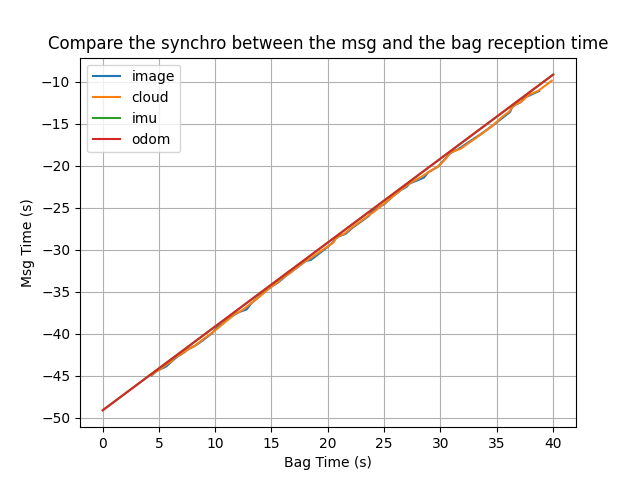 Compare the synchro between the msg and the bag reception time
image
cloud
imu
odom
−10
−15
−20
−25
−30
−35
−40
−45
−50
Msg Time (s)
0 5 10 15 20 25 30 35 40
Bag Time (s)